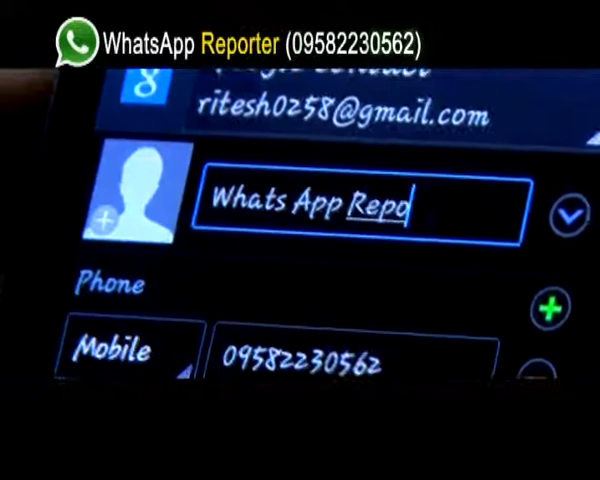 WhatsApp Reporter (09582230562)
ritesh0258@gmail.com
Whats App Repo
Phone
Mobile
09582230562